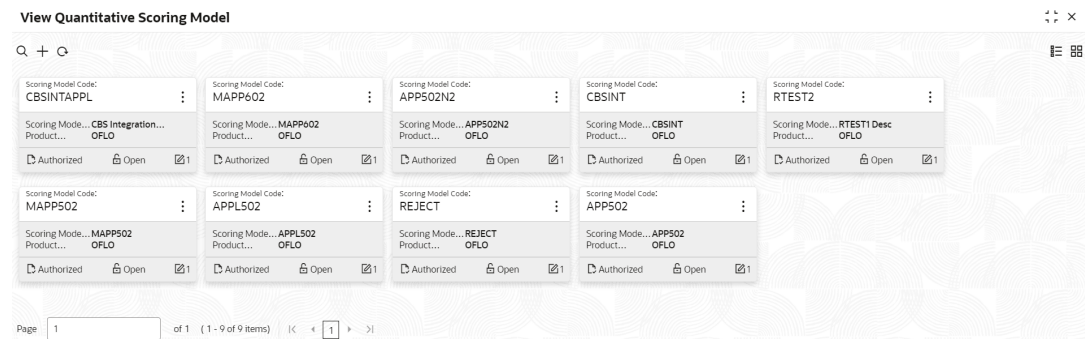 View Quantitative Scoring Model
Scoring Model Code: Scoring Model Code: Scoring Model Code: Scoring Model Code: Scoring Model Code:
CBSINTAPPL MAPP602 APP502N2 CBSINT RTEST2
Scoring Mode... CBS Integration... Scoring Mode... MAPP602 Scoring Mode... APP502N2 Scoring Mode... CBSINT Scoring Mode... RTEST1 Desc
Product... OFLO Product... OFLO Product... OFLO Product... OFLO Product... OFLO
Authorized Open 1 Authorized Open 1 Authorized Open 1 Authorized Open 1 Authorized Open 1
Scoring Model Code: Scoring Model Code: Scoring Model Code: Scoring Model Code:
MAPP502 APPL502 REJECT APP502
Scoring Mode... MAPP502 Scoring Mode... APPL502 Scoring Mode... REJECT Scoring Mode... APP502
Product... OFLO Product... OFLO Product... OFLO Product... OFLO
Authorized Open 1 Authorized Open 1 Authorized Open 1 Authorized Open 1
Page 1 of 1 (1 - 9 of 9 items) 1